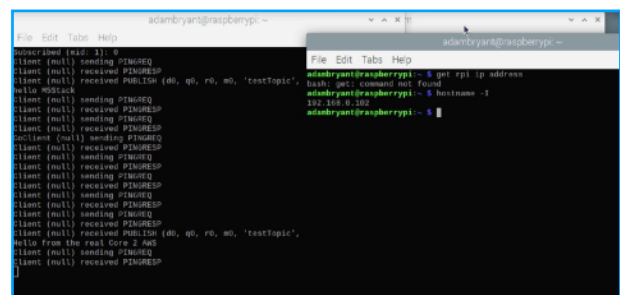 adambryant@raspberrypi: ~
File Edit Tabs Help
Subscribed (mid: 1): 0
Client (null) sending PINGREQ
Client (null) received PINGRESP
Client (null) received PUBLISH (d0, q0, r0, m0, 'testTopic',
hello M5Stack
Client (null) sending PINGREQ
Client (null) received PINGRESP
Client (null) sending PINGREQ
Client (null) received PINGRESP
CoClient (null) sending PINGREQ
Client (null) received PINGRESP
Client (null) sending PINGREQ
Client (null) received PINGRESP
Client (null) sending PINGREQ
Client (null) received PINGRESP
Client (null) sending PINGREQ
Client (null) received PINGRESP
Client (null) sending PINGREQ
Client (null) received PINGRESP
Client (null) received PUBLISH (d0, q0, r0, m0, 'testTopic',
Hello from the real Core 2 AWS
Client (null) sending PINGREQ
Client (null) received PINGRESP
adambryant@raspberrypi: ~
File Edit Tabs Help
adambryant@raspberrypi:~ $ get rpi ip address
bash: get: command not found
adambryant@raspberrypi:~ $ hostname -I
192.168.0.102
adambryant@raspberrypi:~ $